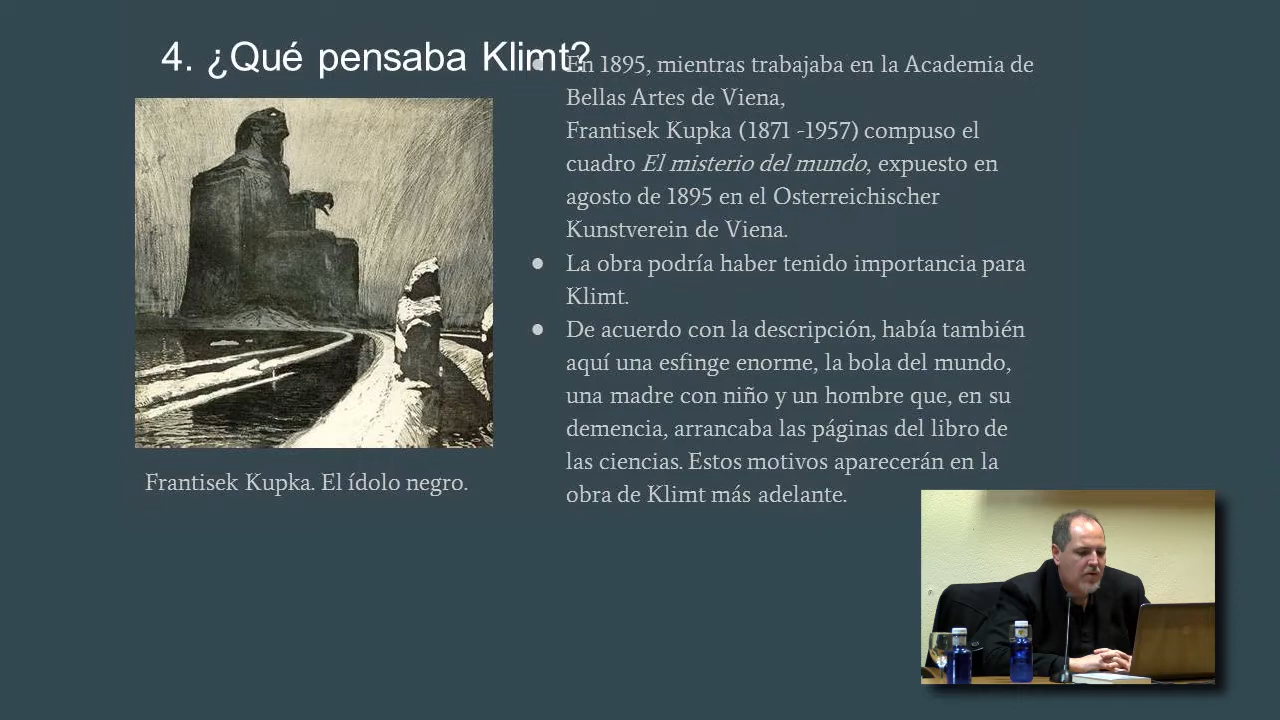 4. ¿Qué pensaba Klimt?
● En 1895, mientras trabajaba en la Academia de
Bellas Artes de Viena,
Frantisek Kupka (1871 -1957) compuso el
cuadro El misterio del mundo, expuesto en
agosto de 1895 en el Osterreichischer
Kunstverein de Viena.
● La obra podría haber tenido importancia para
Klimt.
● De acuerdo con la descripción, había también
aquí una esfinge enorme, la bola del mundo,
una madre con niño y un hombre que, en su
demencia, arrancaba las páginas del libro de
las ciencias. Estos motivos aparecerán en la
obra de Klimt más adelante.
Frantisek Kupka. El ídolo negro.